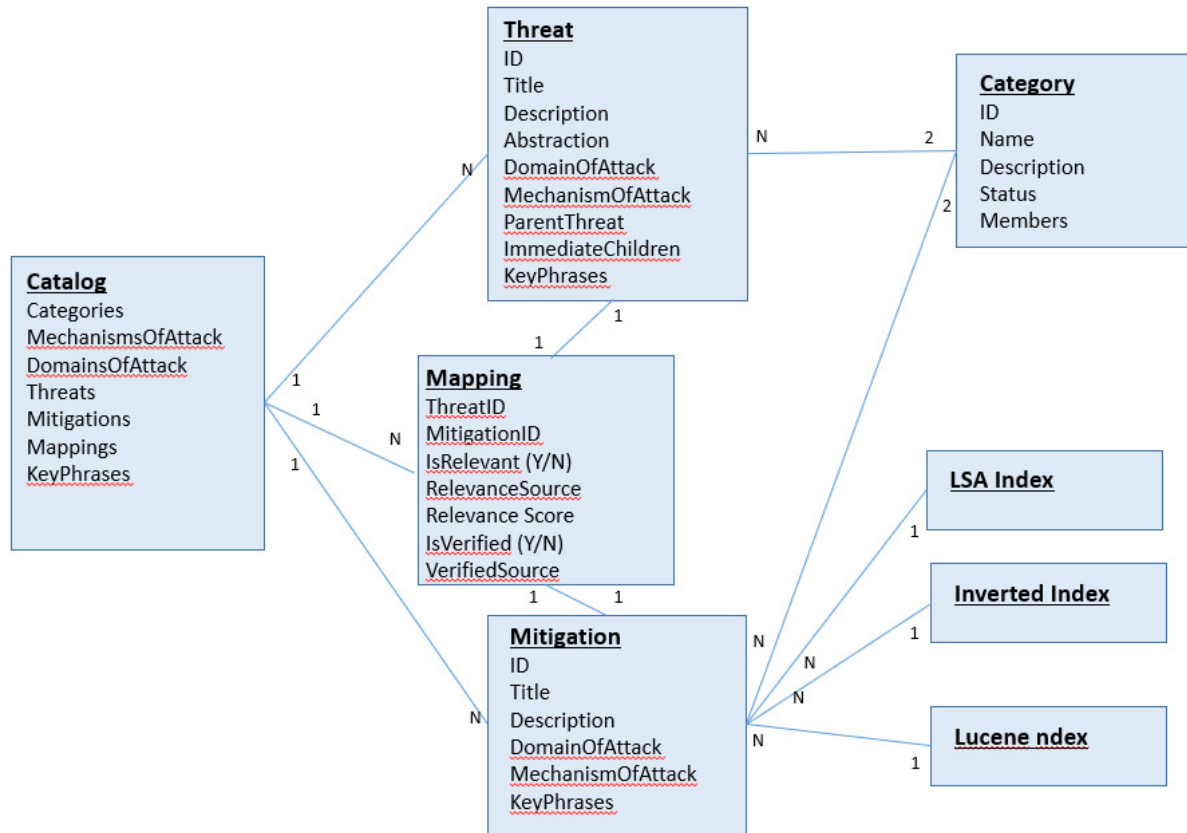 Threat
ID
Title
Description
Abstraction
DomainOfAttack
MechanismOfAttack
ParentThreat
ImmediateChildren
KeyPhrases
Category
ID
Name
Description
Status
Members
N
2
2
N
Catalog
Categories
MechanismsOfAttack
DomainsOfAttack
Threats
Mitigations
Mappings
KeyPhrases
1
1
1
N
1
1
Mapping
ThreatID
MitigationID
IsRelevant (Y/N)
RelevanceSource
Relevance Score
IsVerified (Y/N)
VerifiedSource
1
1
LSA Index
1
Inverted Index
1
Lucene ndex
1
Mitigation
ID
Title
Description
DomainOfAttack
MechanismOfAttack
KeyPhrases
N
N
N
N
N